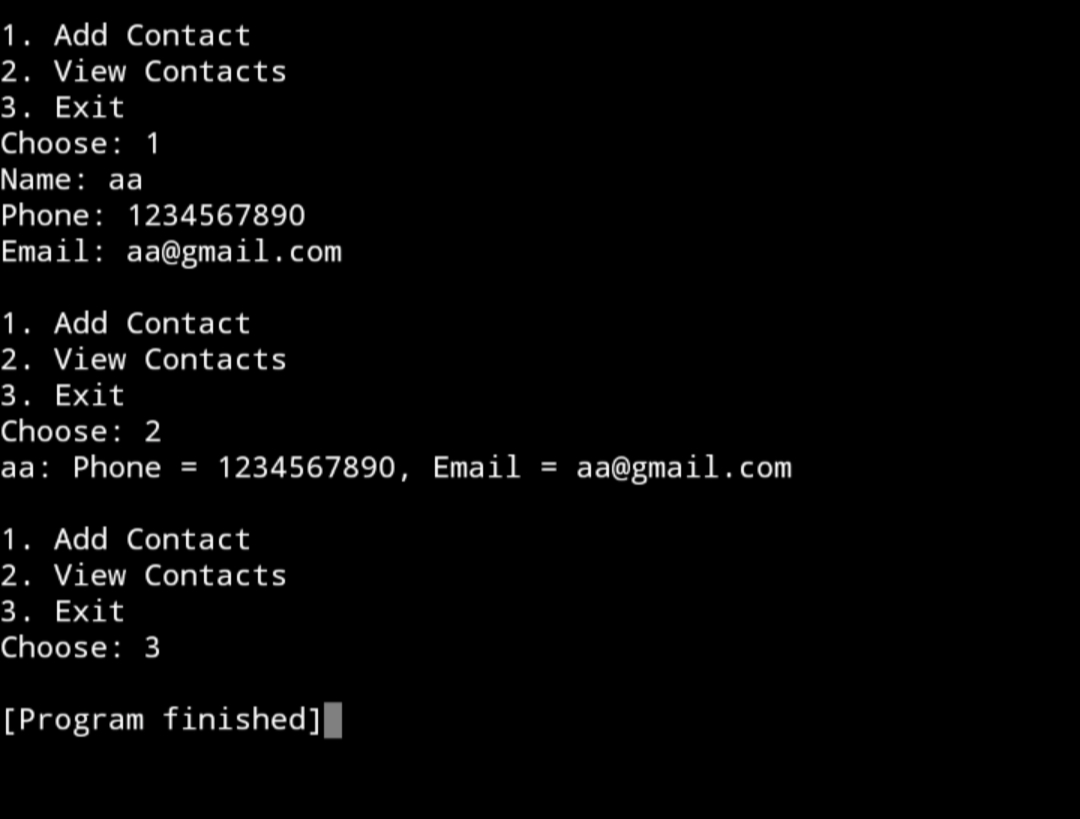 1. Add Contact
2. View Contacts
3. Exit
Choose: 1
Name: aa
Phone: 1234567890
Email: aa@gmail.com
1. Add Contact
2. View Contacts
3. Exit
Choose: 2
aa: Phone = 1234567890, Email = aa@gmail.com
1. Add Contact
2. View Contacts
3. Exit
Choose: 3
[Program finished]